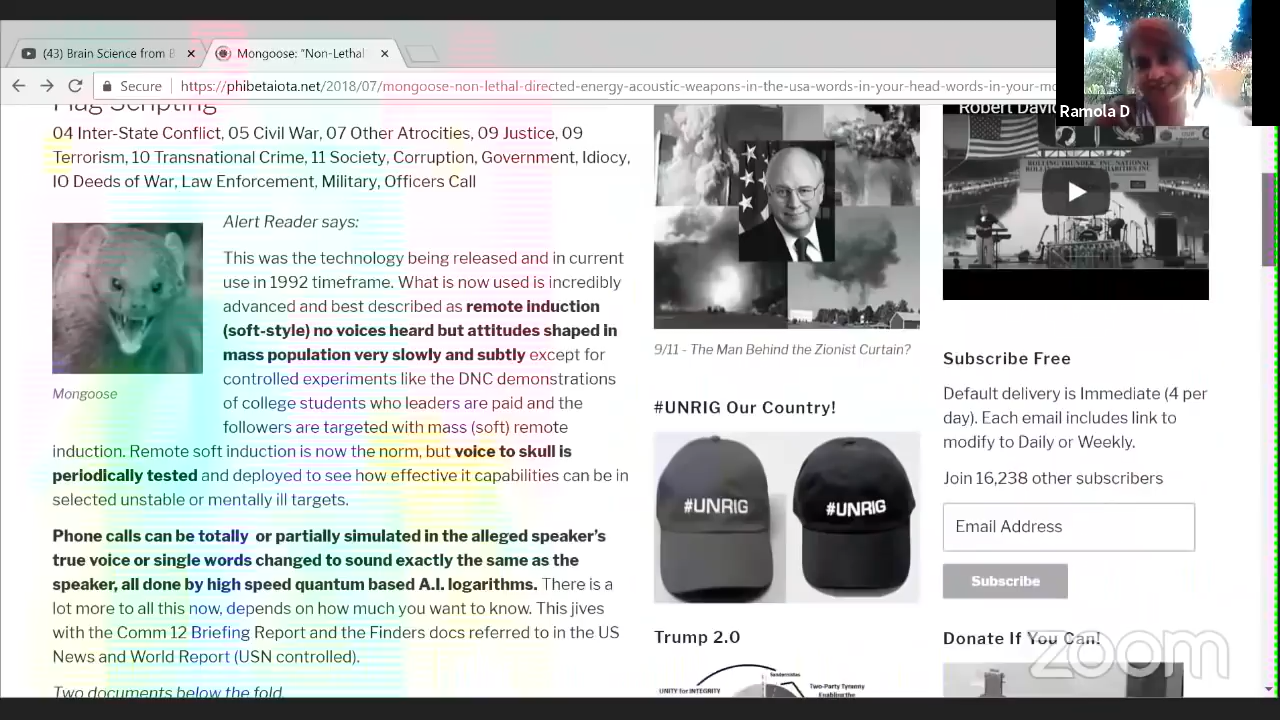 (43) Brain Science from B
Mongoose: "Non-Lethal
Secure
https://phibetaiota.net/2018/07/mongoose-non-lethal-directed-energy-acoustic-weapons-in-the-usa-words-in-your-head-words-in-your-mo
Ramola D
Flag Scripting
04 Inter-State Conflict, 05 Civil War, 07 Other Atrocities, 09 Justice, 09
Terrorism, 10 Transnational Crime, 11 Society, Corruption, Government, Idiocy,
IO Deeds of War, Law Enforcement, Military, Officers Call
Alert Reader says:
This was the technology being released and in current
use in 1992 timeframe. What is now used is incredibly
advanced and best described as remote induction
(soft-style) no voices heard but attitudes shaped in
mass population very slowly and subtly except for
controlled experiments like the DNC demonstrations
of college students who leaders are paid and the
followers are targeted with mass (soft) remote
Mongoose
induction. Remote soft induction is now the norm, but voice to skull is
periodically tested and deployed to see how effective it capabilities can be in
selected unstable or mentally ill targets.
Phone calls can be totally or partially simulated in the alleged speaker's
true voice or single words changed to sound exactly the same as the
speaker, all done by high speed quantum based A.I. logarithms. There is a
lot more to all this now, depends on how much you want to know. This jives
with the Comm 12 Briefing Report and the Finders docs referred to in the US
News and World Report (USN controlled).
Two documents below the fold.
9/11 - The Man Behind the Zionist Curtain?
#UNRIG Our Country!
#UNRIG
#UNRIG
Trump 2.0
UNITY for INTEGRITY
Two-Party Tyranny
Enabling the
Robert David
Subscribe Free
Default delivery is Immediate (4 per
day). Each email includes link to
modify to Daily or Weekly.
Join 16,238 other subscribers
Email Address
Subscribe
Donate If You Can!
zoom